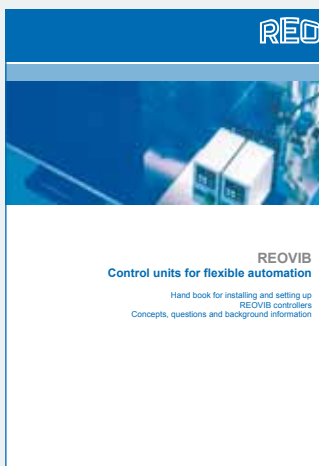 REO
REOVIB
Control units for flexible automation
Hand book for installing and setting up
REOVIB controllers
Concepts, questions and background information